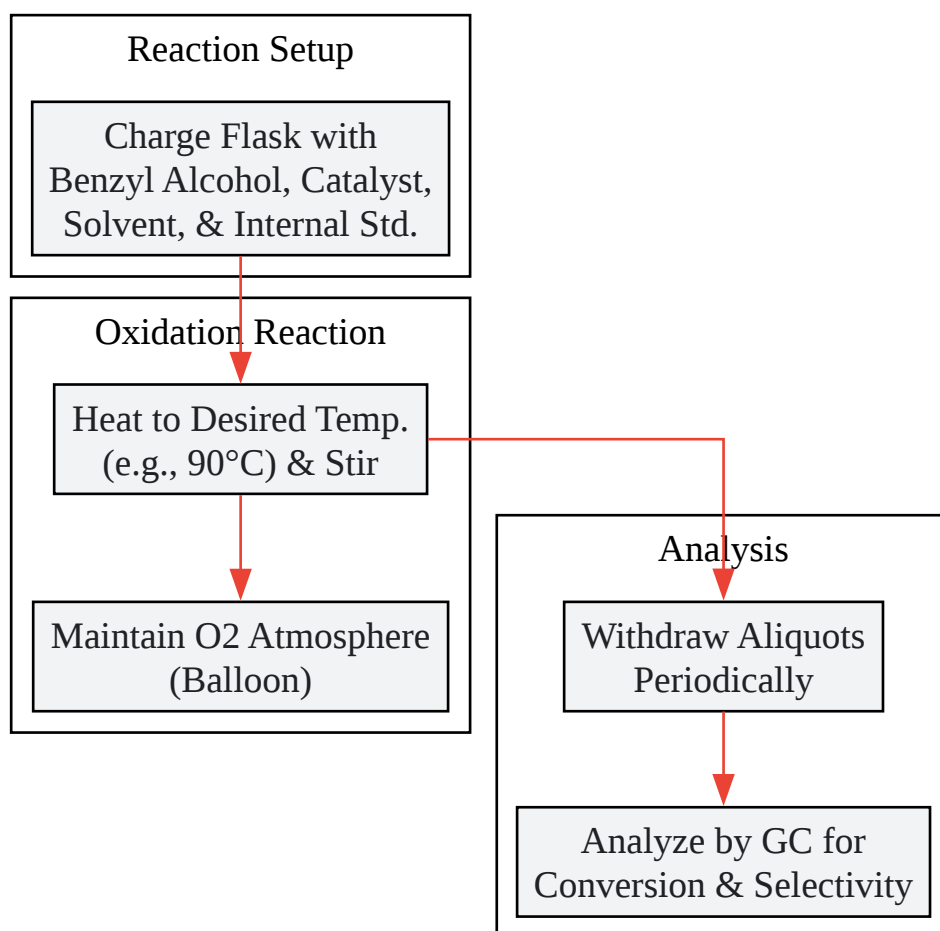 Reaction Setup
Charge Flask with
Benzyl Alcohol, Catalyst,
Solvent, & Internal Std.
Oxidation Reaction
Heat to Desired Temp.
(e.g., 90°C) & Stir
Maintain O2 Atmosphere
(Balloon)
Analysis
Withdraw Aliquots
Periodically
Analyze by GC for
Conversion & Selectivity